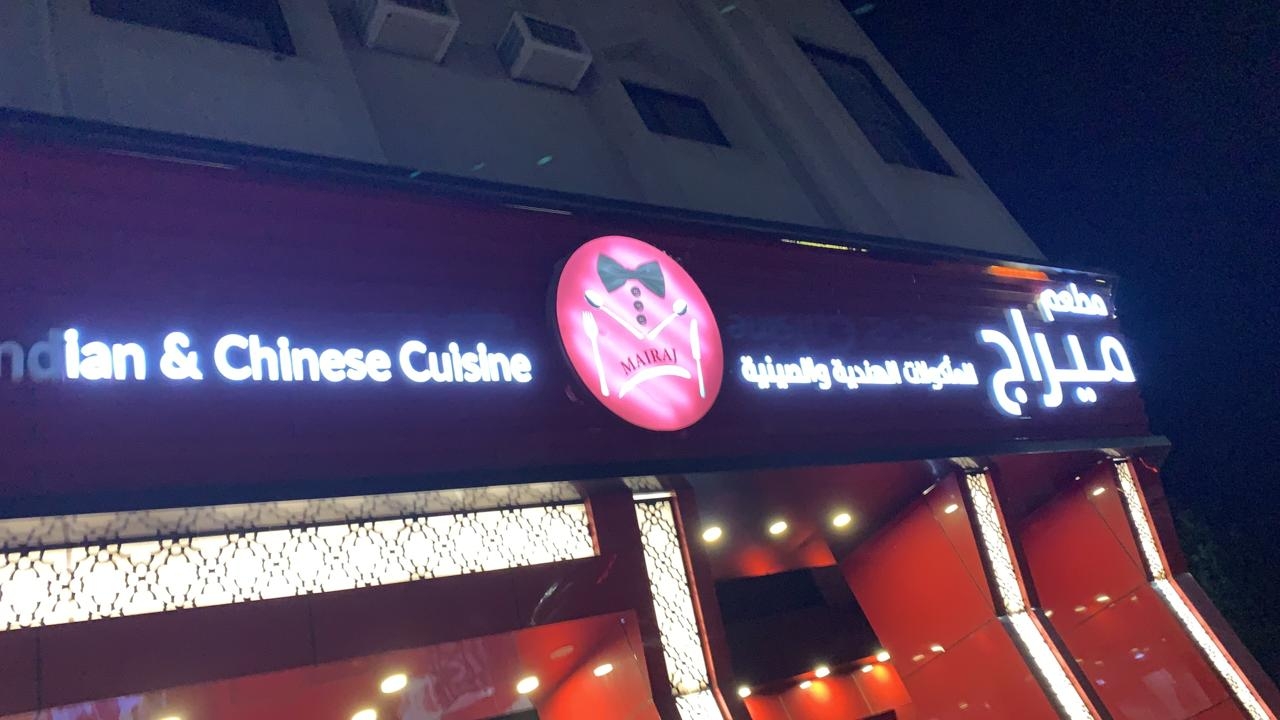 ndian & Chinese Cuisine
MAIRAJ
مطعم
ميراج
للمأكولات الهندية والصينية